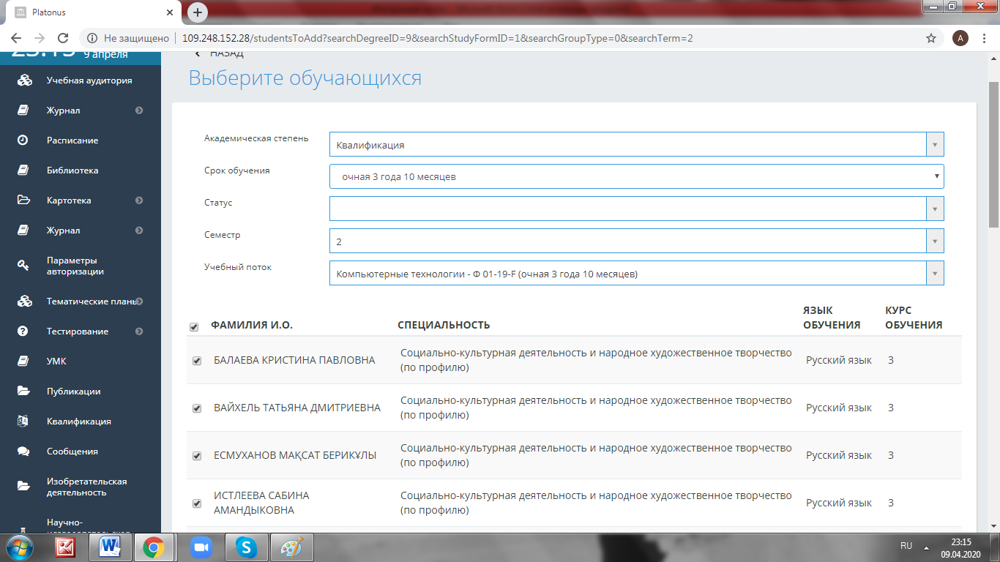 Platonus
Не защищено
109.248.152.28/studentsToAdd?searchDegreeID=9&searchStudyFormID=1&searchGroupType=0&searchTerm=2
A
23:15
9 апреля
Учебная аудитория
Журнал
Расписание
Библиотека
Картотека
Журнал
Параметры
авторизации
Тематические планы
Тестирование
УМК
Публикации
Квалификация
Сообщения
Изобретательская
деятельность
Научно-
НАЗАД
Выберите обучающихся
Академическая степень
Квалификация
Срок обучения
очная 3 года 10 месяцев
Статус
Семестр
2
Учебный поток
Компьютерные технологии - Ф 01-19-F (очная 3 года 10 месяцев)
ФАМИЛИЯ И.О.
СПЕЦИАЛЬНОСТЬ
ЯЗЫК
ОБУЧЕНИЯ
КУРС
ОБУЧЕНИЯ
БАЛАЕВА КРИСТИНА ПАВЛОВНА
Социально-культурная деятельность и народное художественное творчество
(по профилю)
Русский язык
3
ВАЙХЕЛЬ ТАТЬЯНА ДМИТРИЕВНА
Социально-культурная деятельность и народное художественное творчество
(по профилю)
Русский язык
3
ЕСМУХАНОВ МАҚСАТ БЕРИКҰЛЫ
Социально-культурная деятельность и народное художественное творчество
(по профилю)
Русский язык
3
ИСТЛЕЕВА САБИНА
АМАНДЫКОВНА
Социально-культурная деятельность и народное художественное творчество
(по профилю)
Русский язык
3
RU
23:15
09.04.2020